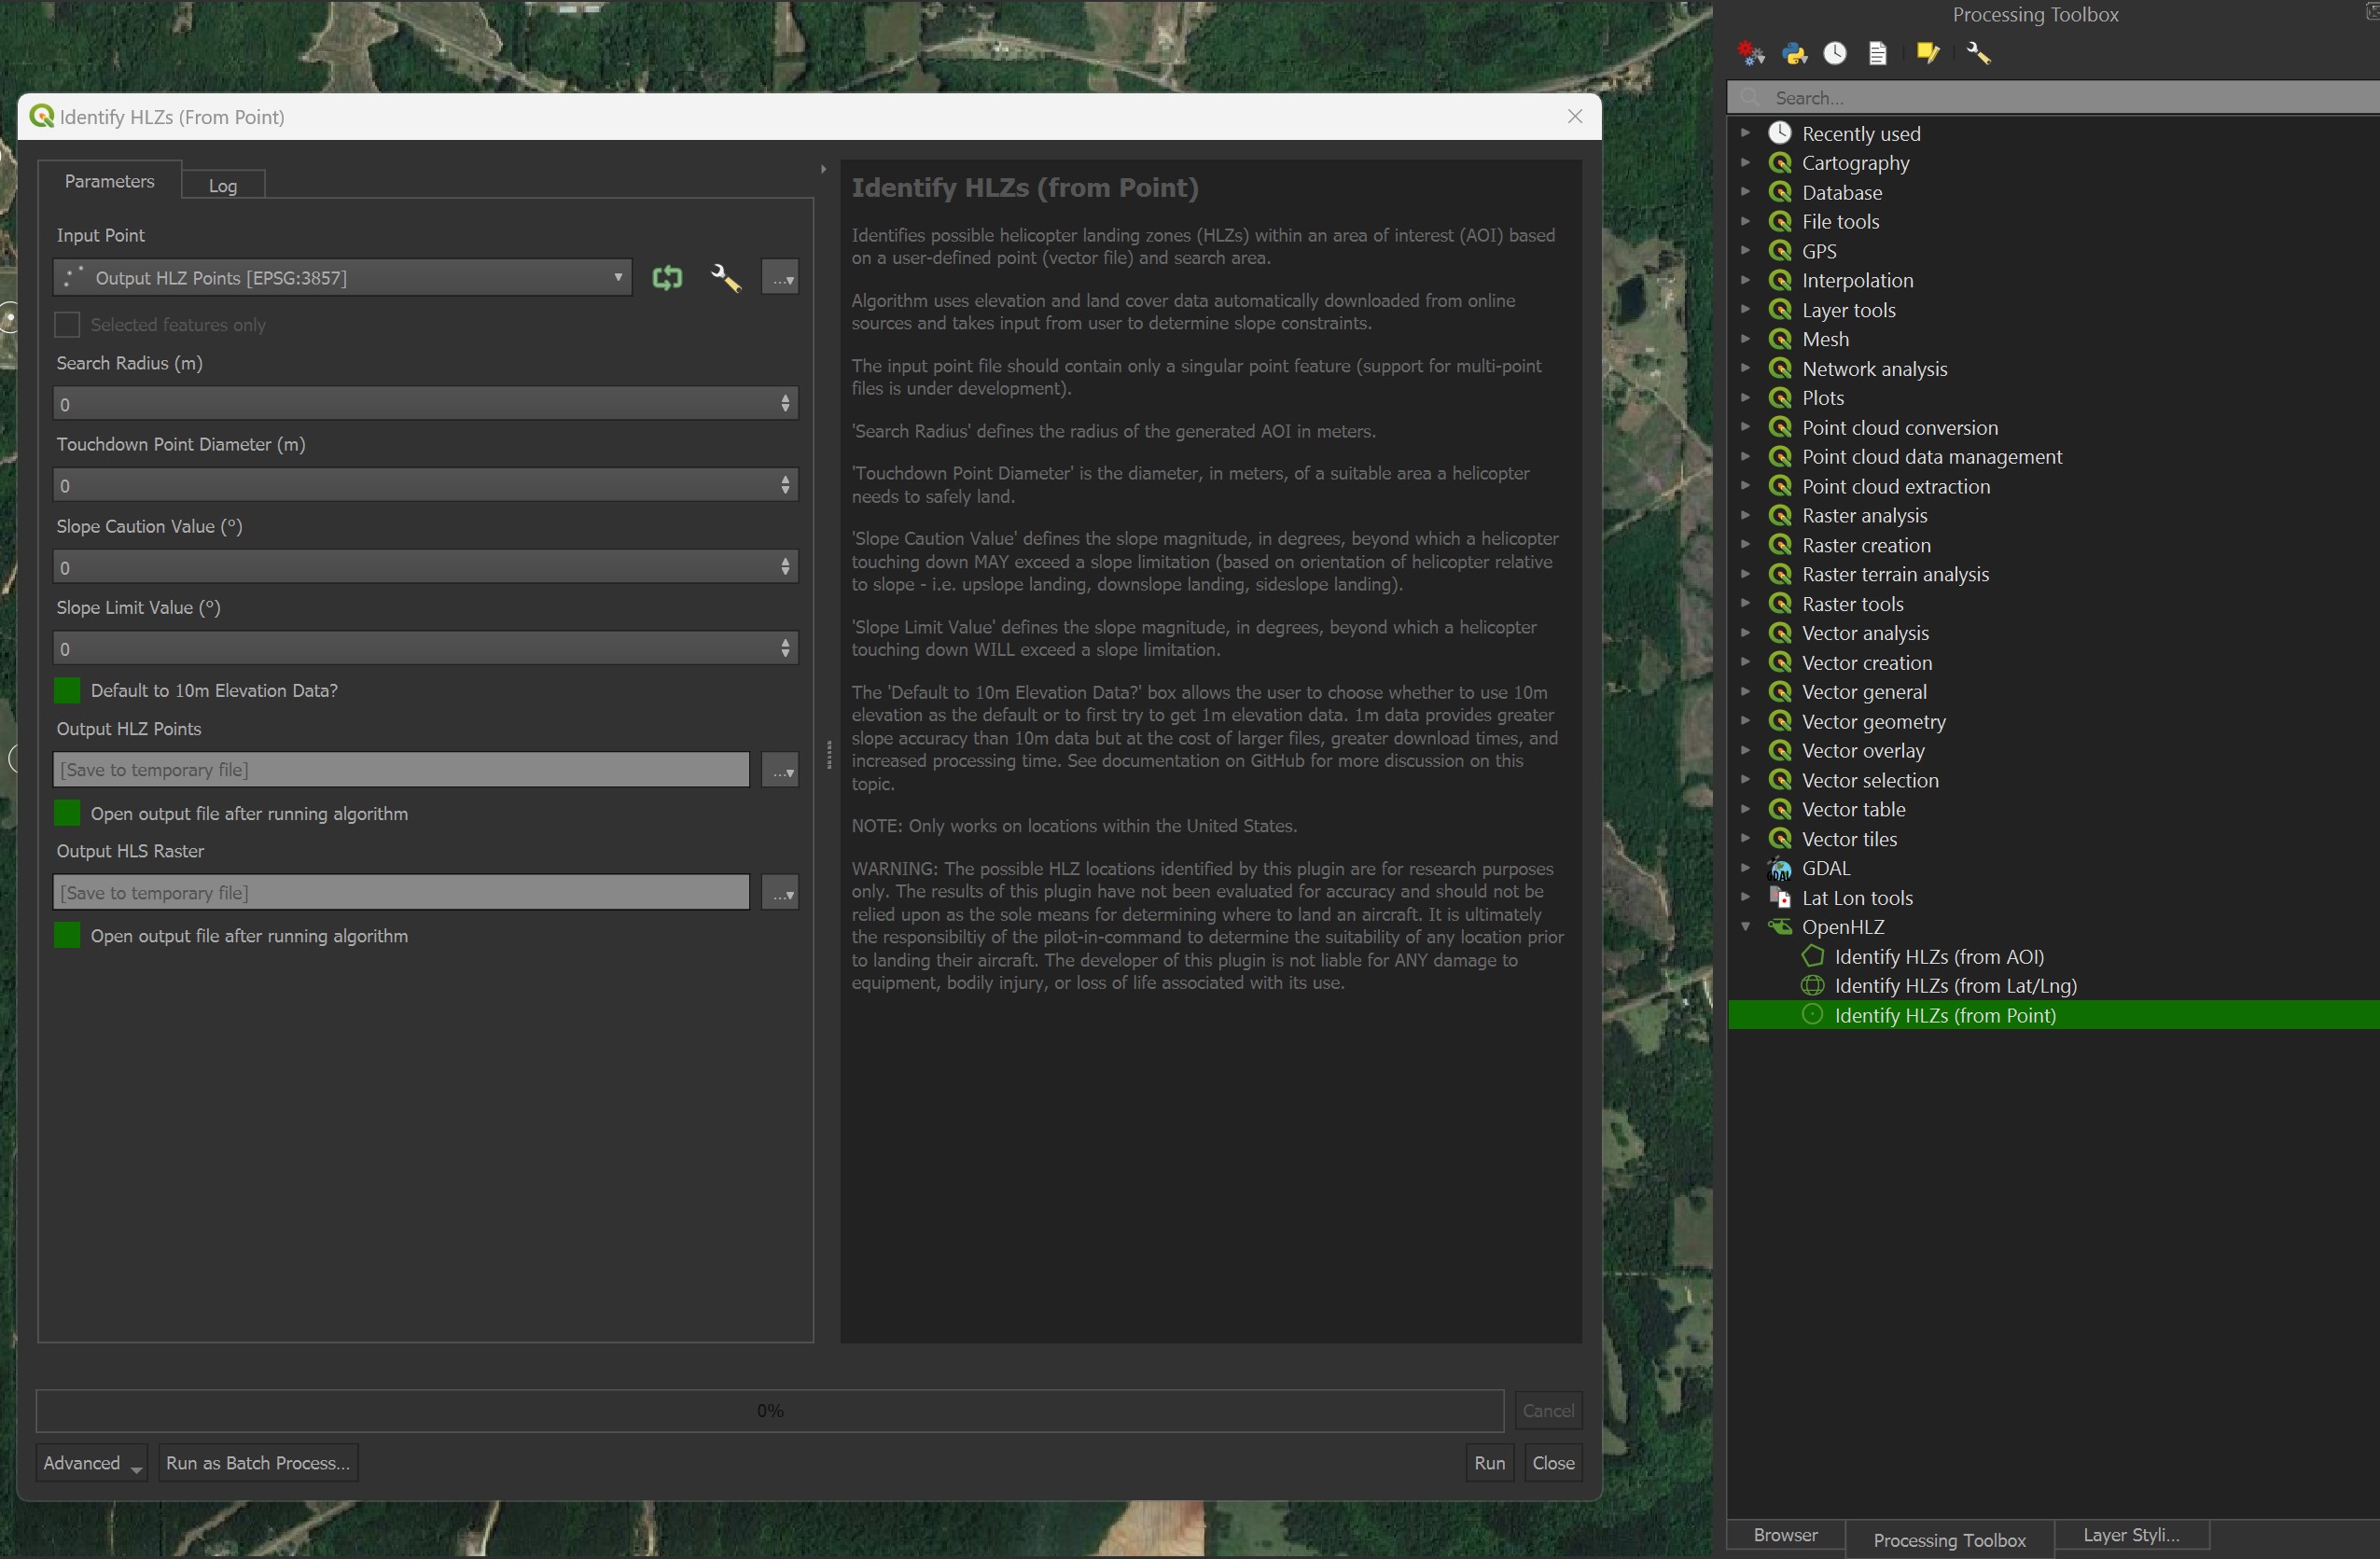 Identify HLZs (From Point)
Parameters
Log
Input Point
Output HLZ Points [EPSG:3857]
...
Selected features only
Search Radius (m)
0
Touchdown Point Diameter (m)
0
Slope Caution Value (°)
0
Slope Limit Value (°)
0
Default to 10m Elevation Data?
Output HLZ Points
[Save to temporary file]
...
Open output file after running algorithm
Output HLS Raster
[Save to temporary file]
...
Open output file after running algorithm
Identify HLZs (from Point)
Identifies possible helicopter landing zones (HLZs) within an area of interest (AOI) based
on a user-defined point (vector file) and search area.
Algorithm uses elevation and land cover data automatically downloaded from online
sources and takes input from user to determine slope constraints.
The input point file should contain only a singular point feature (support for multi-point
files is under development).
'Search Radius' defines the radius of the generated AOI in meters.
'Touchdown Point Diameter' is the diameter, in meters, of a suitable area a helicopter
needs to safely land.
'Slope Caution Value' defines the slope magnitude, in degrees, beyond which a helicopter
touching down MAY exceed a slope limitation (based on orientation of helicopter relative
to slope - i.e. upslope landing, downslope landing, sideslope landing).
'Slope Limit Value' defines the slope magnitude, in degrees, beyond which a helicopter
touching down WILL exceed a slope limitation.
The 'Default to 10m Elevation Data?' box allows the user to choose whether to use 10m
elevation as the default or to first try to get 1m elevation data. 1m data provides greater
slope accuracy than 10m data but at the cost of larger files, greater download times, and
increased processing time. See documentation on GitHub for more discussion on this
topic.
NOTE: Only works on locations within the United States.
WARNING: The possible HLZ locations identified by this plugin are for research purposes
only. The results of this plugin have not been evaluated for accuracy and should not be
relied upon as the sole means for determining where to land an aircraft. It is ultimately
the responsibiltiy of the pilot-in-command to determine the suitability of any location prior
to landing their aircraft. The developer of this plugin is not liable for ANY damage to
equipment, bodily injury, or loss of life associated with its use.
0%
Cancel
Advanced
Run as Batch Process...
Run
Close
Processing Toolbox
Search...
Recently used
Cartography
Database
File tools
GPS
Interpolation
Layer tools
Mesh
Network analysis
Plots
Point cloud conversion
Point cloud data management
Point cloud extraction
Raster analysis
Raster creation
Raster terrain analysis
Raster tools
Vector analysis
Vector creation
Vector general
Vector geometry
Vector overlay
Vector selection
Vector table
Vector tiles
GDAL
Lat Lon tools
OpenHLZ
Identify HLZs (from AOI)
Identify HLZs (from Lat/Lng)
Identify HLZs (from Point)
Browser
Processing Toolbox
Layer Styli...